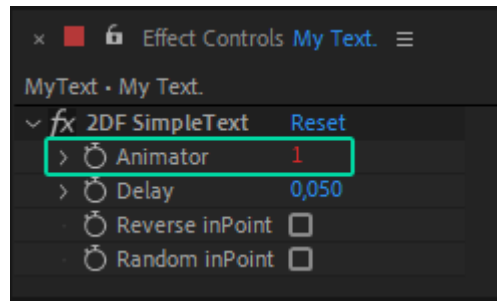 × Effect Controls My Text. ≡
MyText • My Text.
fx 2DF SimpleText Reset
Animator 1
Delay 0,050
Reverse inPoint
Random inPoint